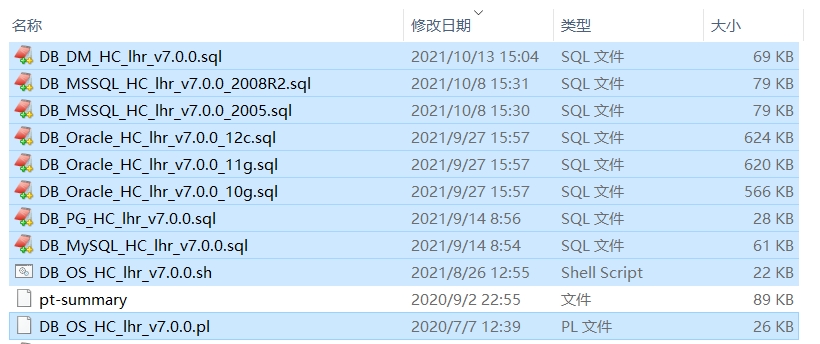 名称 修改日期 类型 大小
DB_DM_HC_lhr_v7.0.0.sql 2021/10/13 15:04 SQL 文件 69 KB
DB_MSSQL_HC_lhr_v7.0.0_2008R2.sql 2021/10/8 15:31 SQL 文件 79 KB
DB_MSSQL_HC_lhr_v7.0.0_2005.sql 2021/10/8 15:30 SQL 文件 79 KB
DB_Oracle_HC_lhr_v7.0.0_12c.sql 2021/9/27 15:57 SQL 文件 624 KB
DB_Oracle_HC_lhr_v7.0.0_11g.sql 2021/9/27 15:57 SQL 文件 620 KB
DB_Oracle_HC_lhr_v7.0.0_10g.sql 2021/9/27 15:57 SQL 文件 566 KB
DB_PG_HC_lhr_v7.0.0.sql 2021/9/14 8:56 SQL 文件 28 KB
DB_MySQL_HC_lhr_v7.0.0.sql 2021/9/14 8:54 SQL 文件 61 KB
DB_OS_HC_lhr_v7.0.0.sh 2021/8/26 12:55 Shell Script 22 KB
pt-summary 2020/9/2 22:55 文件 89 KB
DB_OS_HC_lhr_v7.0.0.pl 2020/7/7 12:39 PL 文件 26 KB